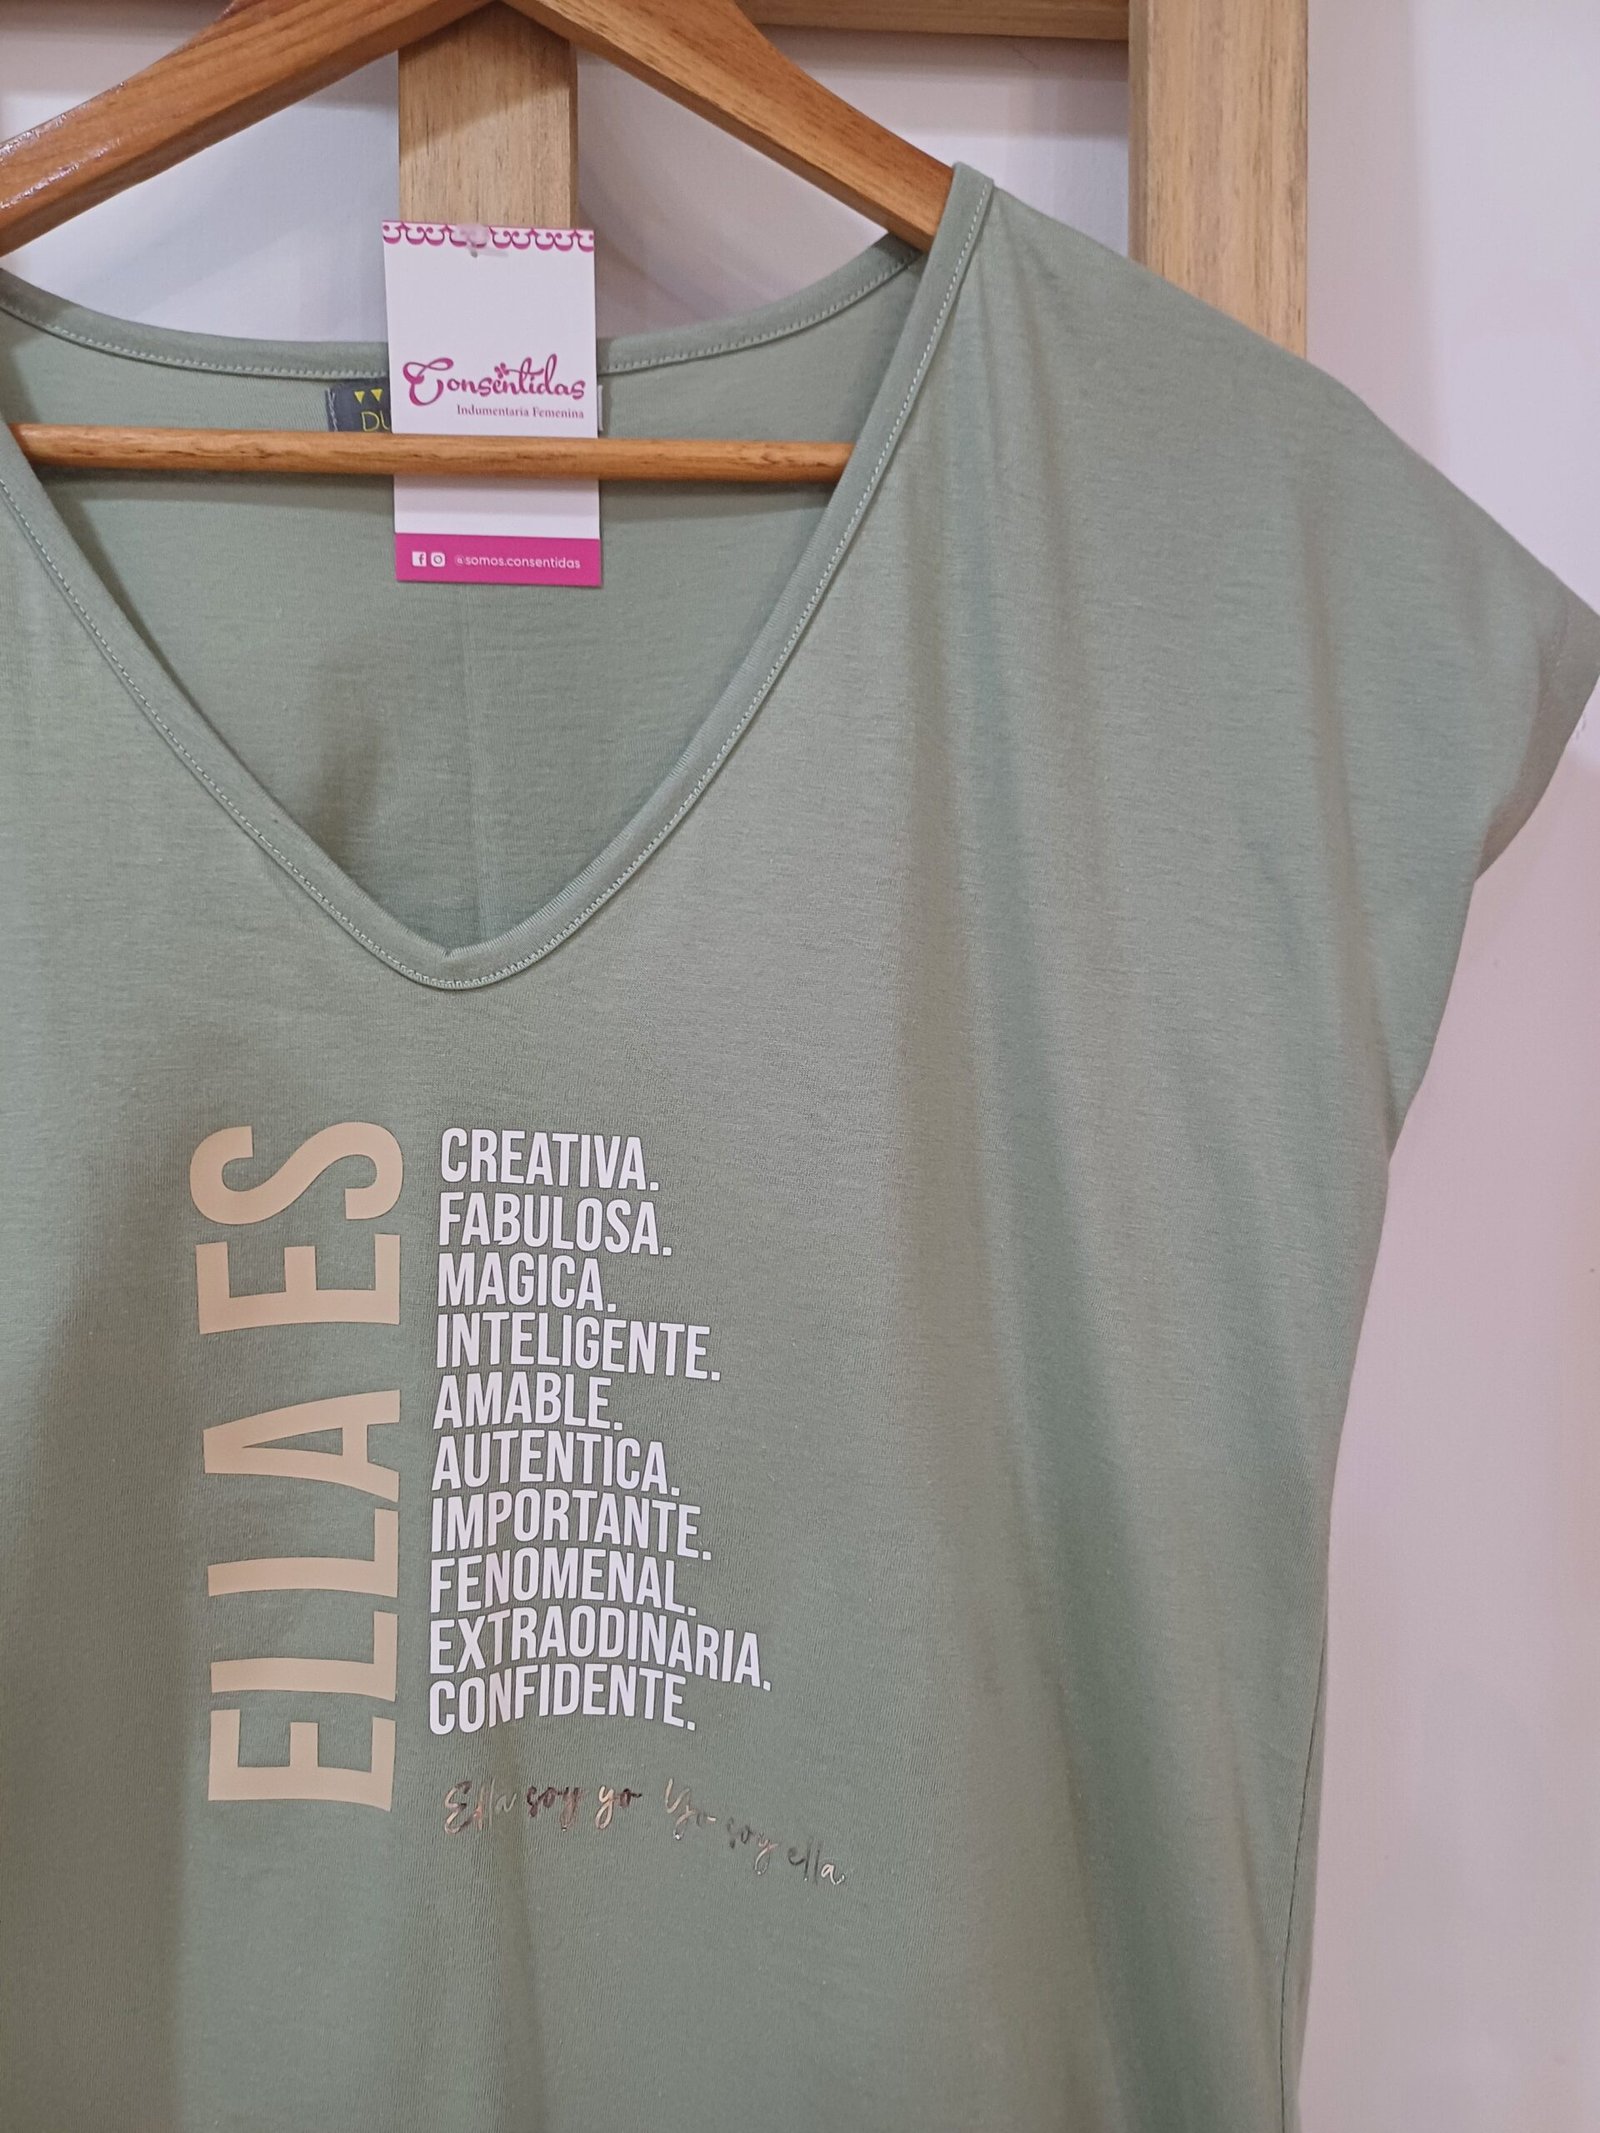 Consentidas
Indumentaria Femenina
@somos.consentidas
ELLA ES
CREATIVA.
FABULOSA.
MAGICA.
INTELIGENTE.
AMABLE.
AUTENTICA.
IMPORTANTE.
FENOMENAL.
EXTRAODINARIA.
CONFIDENTE.
Ella soy yo Yo soy ella